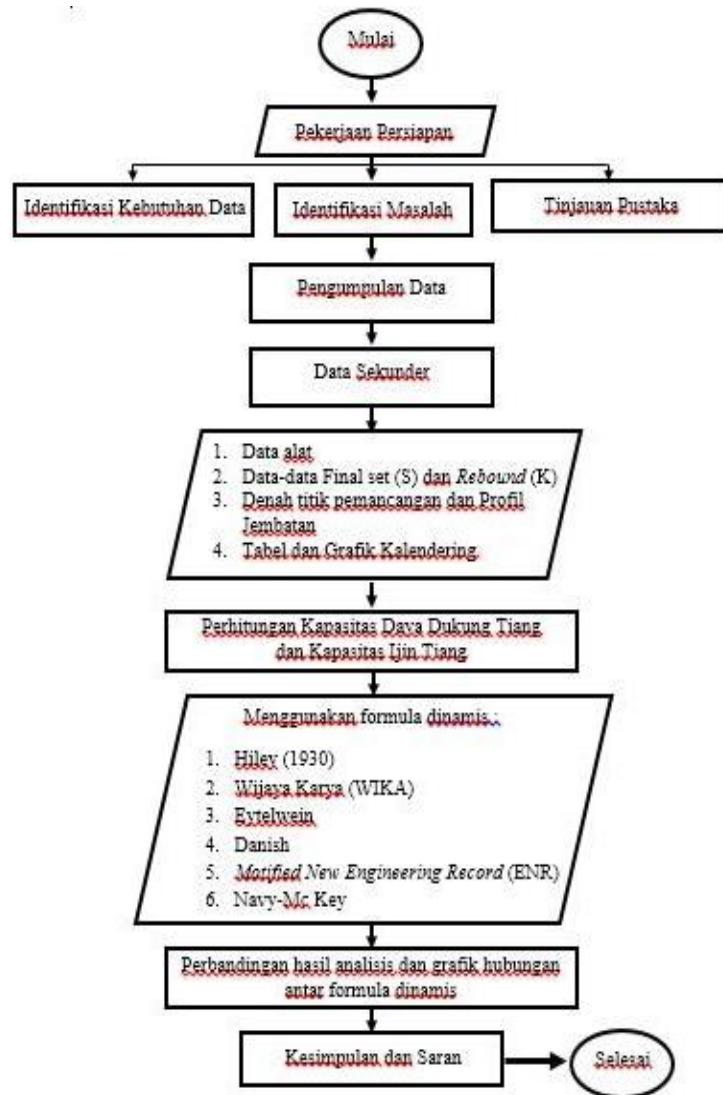 Mulai
Pekerjaan Persiapan
Identifikasi Kebutuhan Data
Identifikasi Masalah
Tinjauan Pustaka
Pengumpulan Data
Data Sekunder
1. Data alat
2. Data-data Final set (S) dan Rebound (K)
3. Denah titik pemancangan dan Profil
Jembatan
4. Tabel dan Grafik Kalendering
Perhitungan Kapasitas Daya Dukung Tiang
dan Kapasitas Ijin Tiang
Menggunakan formula dinamis :
1. Hiley (1930)
2. Wijaya Karya (WIKA)
3. Eytelwein
4. Danish
5. Motified New Engineering Record (ENR)
6. Navy-Mc Key
Perbandingan hasil analisis dan grafik hubungan
antar formula dinamis
Kesimpulan dan Saran
Selesai